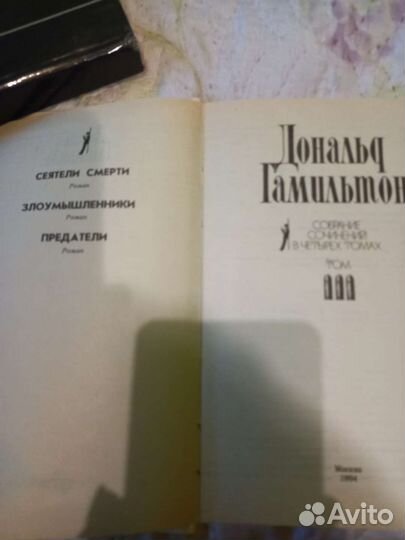 СЕЯТЕЛИ СМЕРТИ
Роман
ЗЛОУМЫШЛЕННИКИ
Роман
ПРЕДАТЕЛИ
Роман
Дональд
Гамильтон
СОБРАНИЕ
СОЧИНЕНИЙ
В ЧЕТЫРЕХ ТОМАХ
ТОМ
III
Москва
1994
Avito